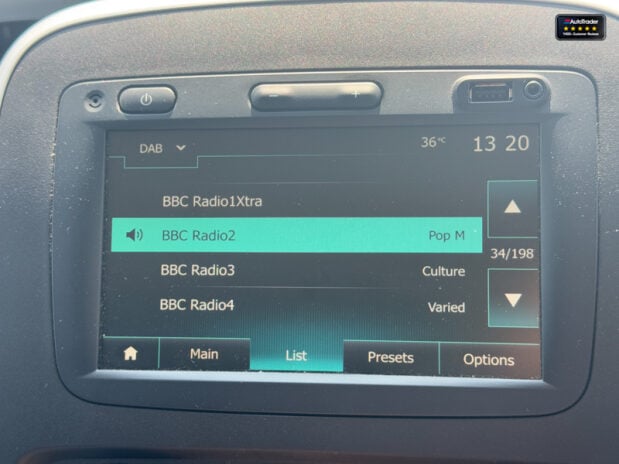 AutoTrader
DAB
36°C
13 20
BBC Radio1Xtra
BBC Radio2 Pop M
34/198
BBC Radio3 Culture
BBC Radio4 Varied
Main List Presets Options